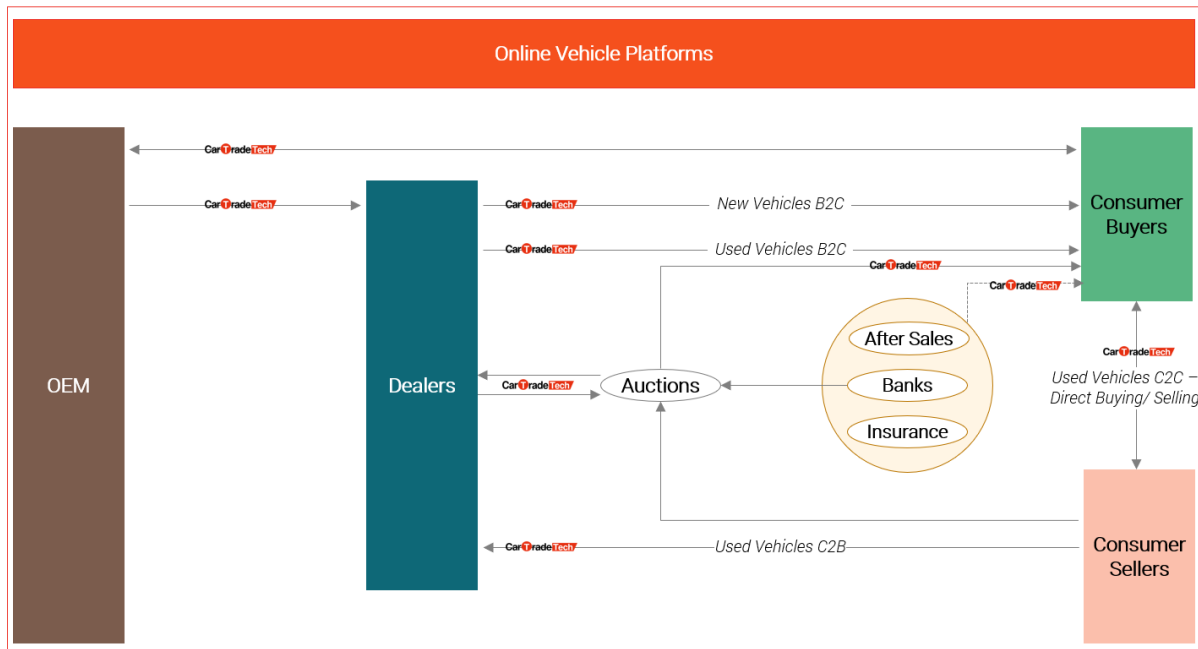 Online Vehicle Platforms
CarTradeTech
CarTradeTech
CarTradeTech
New Vehicles B2C
Consumer
Buyers
CarTradeTech
Used Vehicles B2C
CarTradeTech
CarTradeTech
After Sales
CarTradeTech
OEM
Dealers
CarTradeTech
Auctions
Banks
Used Vehicles C2C –
Direct Buying/ Selling
Insurance
CarTradeTech
Used Vehicles C2B
Consumer
Sellers